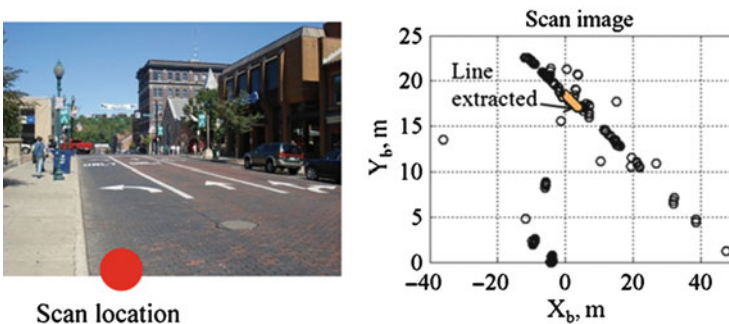 Scan location
Scan image
Line
extracted
Y_b, m
25
20
15
10
5
0
−40 −20 0 20 40
X_b, m